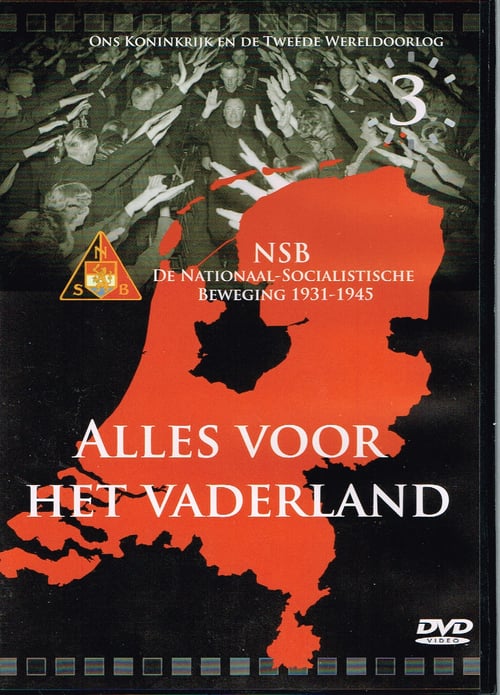 Ons Koninkrijk en de Tweede Wereldoorlog
3
N
S B
NSB
De Nationaal-Socialistische
Beweging 1931-1945
Alles voor
het vaderland
DVD
VIDEO